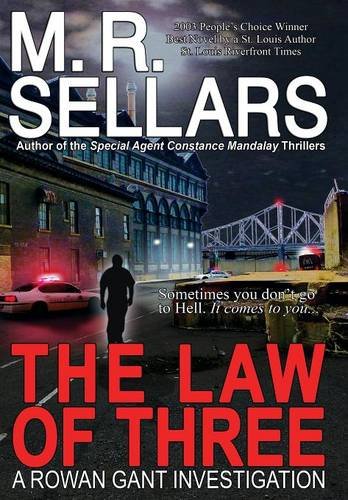 M. R.
SELLARS
2003 People's Choice Winner
Best Novel by a St. Louis Author
St. Louis Riverfront Times
Author of the Special Agent Constance Mandalay Thrillers
Sometimes you don't go
to Hell. It comes to you...
THE LAW
OF THREE
A ROWAN GANT INVESTIGATION